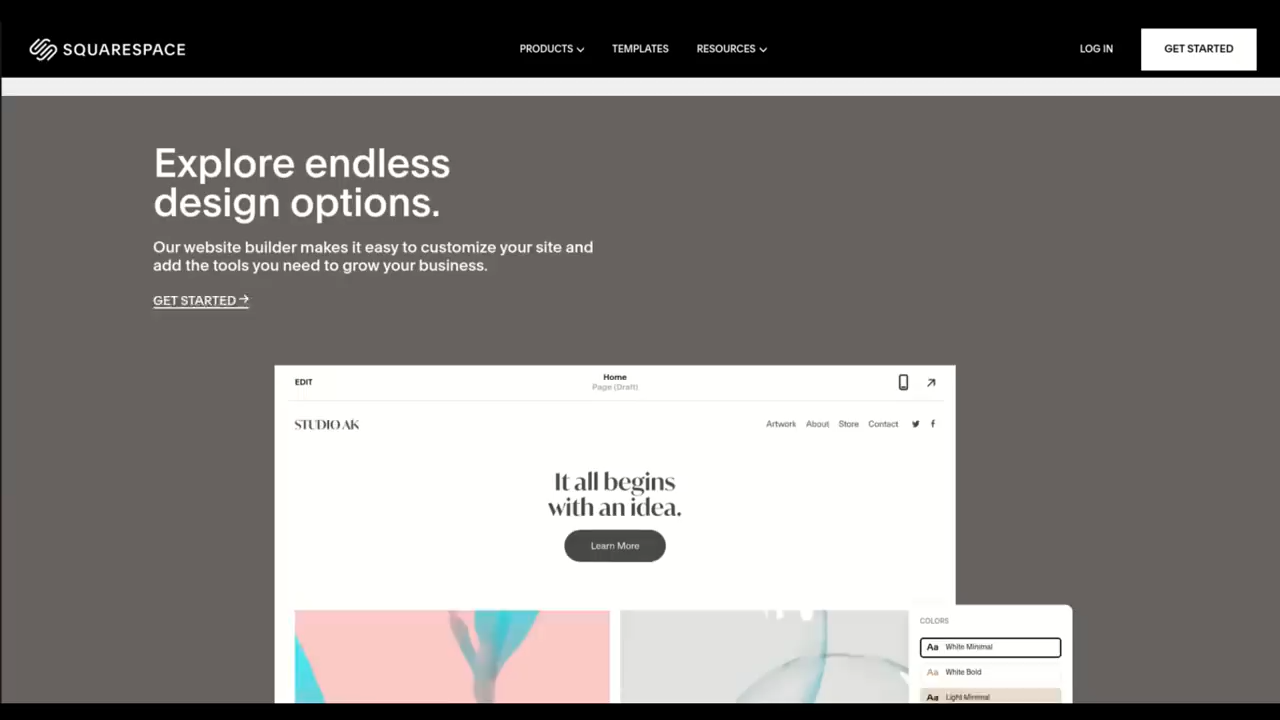 SQUARESPACE
PRODUCTS TEMPLATES RESOURCES
LOG IN
GET STARTED
Explore endless
design options.
Our website builder makes it easy to customize your site and
add the tools you need to grow your business.
GET STARTED →
EDIT
Home
Page (Draft)
STUDIO AK
Artwork About Store Contact
It all begins
with an idea.
Learn More
COLORS
Aa White Minimal
Aa White Bold
Aa Light Minimal